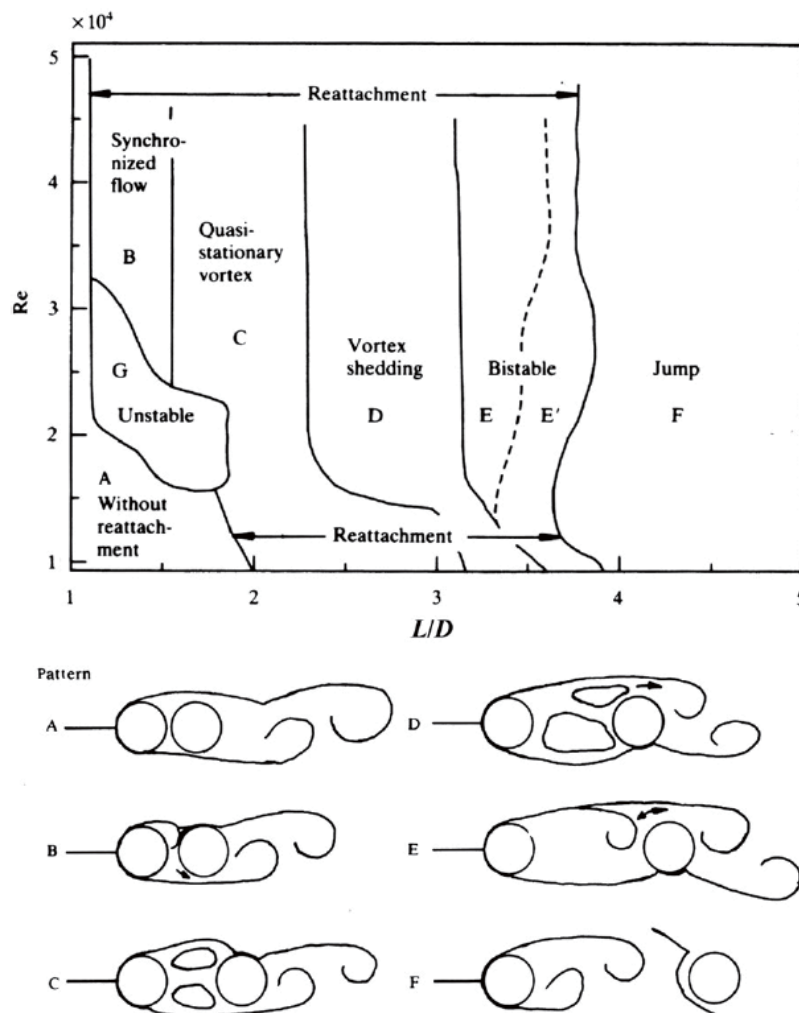 ×10⁴
5
Reattachment
Synchro-
nized
flow
4
Quasi-
stationary
vortex
B
Re
3
C
G
Vortex
shedding
Bistable
Jump
Unstable
D
E
E'
F
2
A
Without
reattach-
ment
Reattachment
1
1
2
3
4
L/D
Pattern
A
D
B
E
C
F